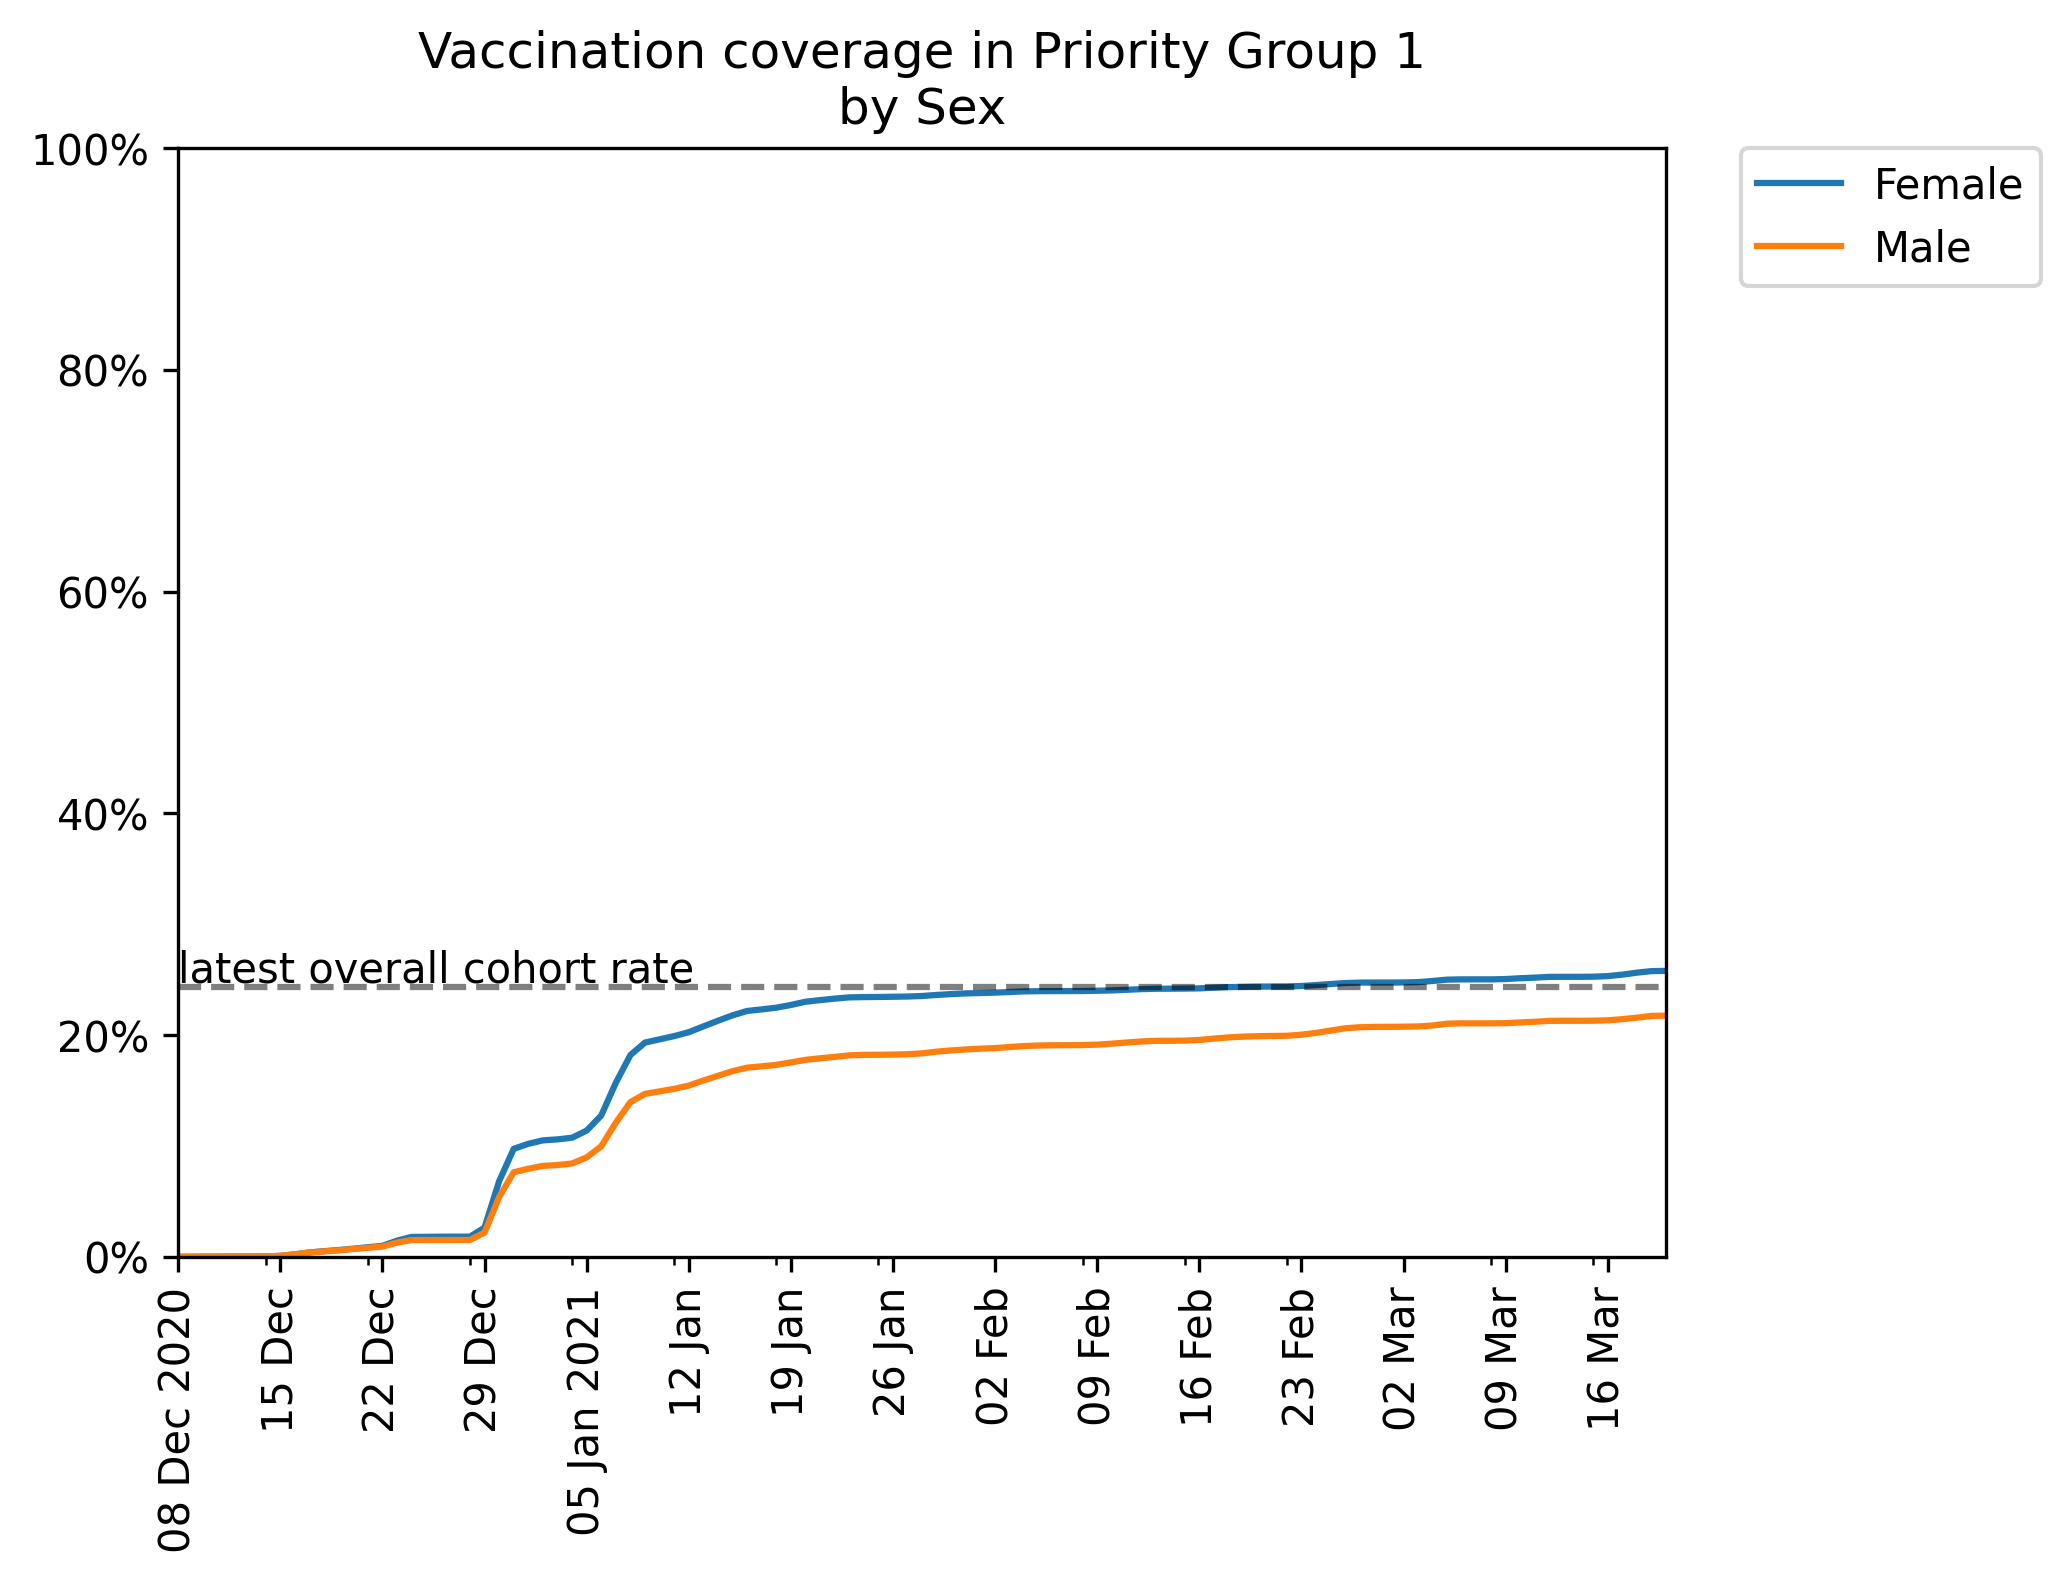 Vaccination coverage in Priority Group 1
by Sex
100%
80%
60%
40%
20%
0%
latest overall cohort rate
Female
Male
08 Dec 2020
15 Dec
22 Dec
29 Dec
05 Jan 2021
12 Jan
19 Jan
26 Jan
02 Feb
09 Feb
16 Feb
23 Feb
02 Mar
09 Mar
16 Mar